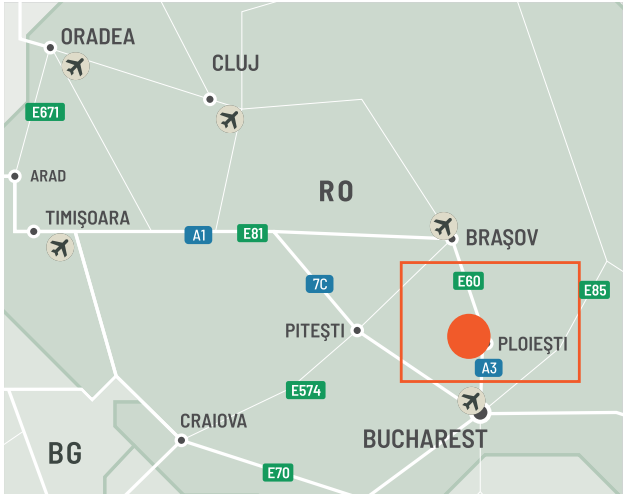 ORADEA
CLUJ
E671
ARAD
RO
TIMIȘOARA
A1
E81
BRAȘOV
7C
E60
E85
PITEȘTI
PLOIEȘTI
A3
E574
CRAIOVA
BUCHAREST
BG
E70